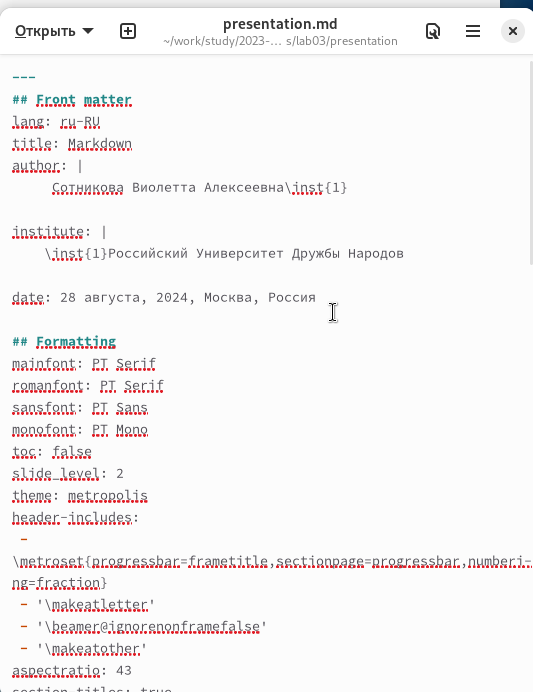 Открыть
presentation.md
~/work/study/2023-… s/lab03/presentation
---
## Front matter
lang: ru-RU
title: Markdown
author: |
Сотникова Виолетта Алексеевна\inst{1}
institute: |
\inst{1}Российский Университет Дружбы Народов
date: 28 августа, 2024, Москва, Россия
## Formatting
mainfont: PT Serif
romanfont: PT Serif
sansfont: PT Sans
monofont: PT Mono
toc: false
slide_level: 2
theme: metropolis
header-includes:
-
\metroset{progressbar=frametitle,sectionpage=progressbar,numberi-
ng=fraction}
- '\makeatletter'
- '\beamer@ignorenonframefalse'
- '\makeatother'
aspectratio: 43
section-titles: true